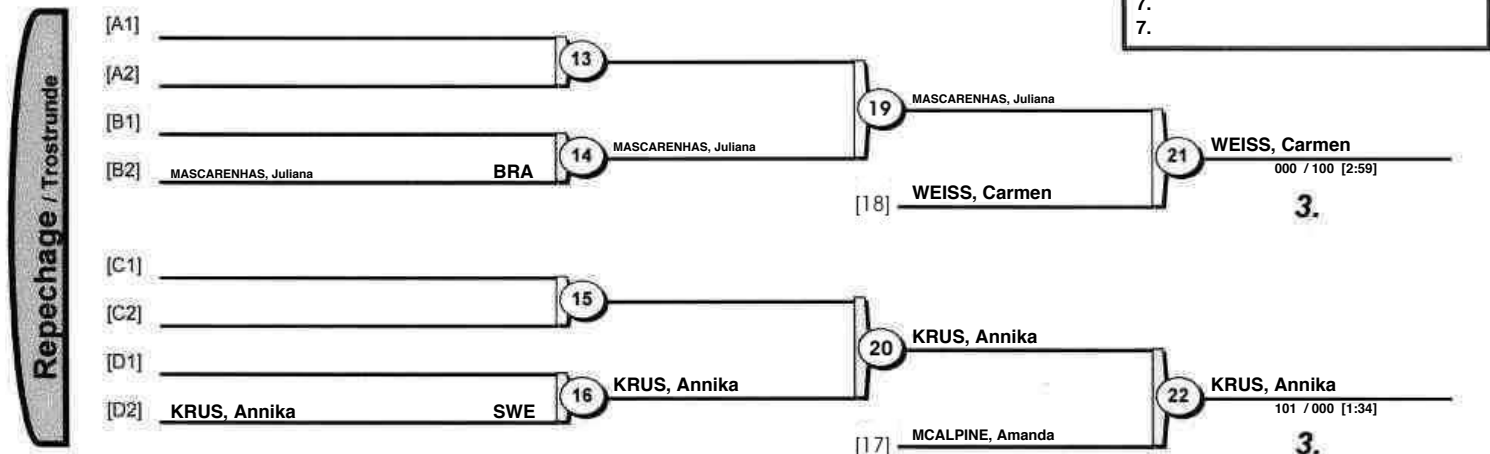 7.
7.
Repechage / Trostrunde
[A1]
13
[A2]
[B1]
19 MASCARENHAS, Juliana
14 MASCARENHAS, Juliana
21 WEISS, Carmen
[B2] MASCARENHAS, Juliana BRA
000 / 100 [2:59]
[18] WEISS, Carmen
3.
[C1]
15
[C2]
20 KRUS, Annika
[D1]
16 KRUS, Annika
22 KRUS, Annika
[D2] KRUS, Annika SWE
101 / 000 [1:34]
[17] MCALPINE, Amanda
3.